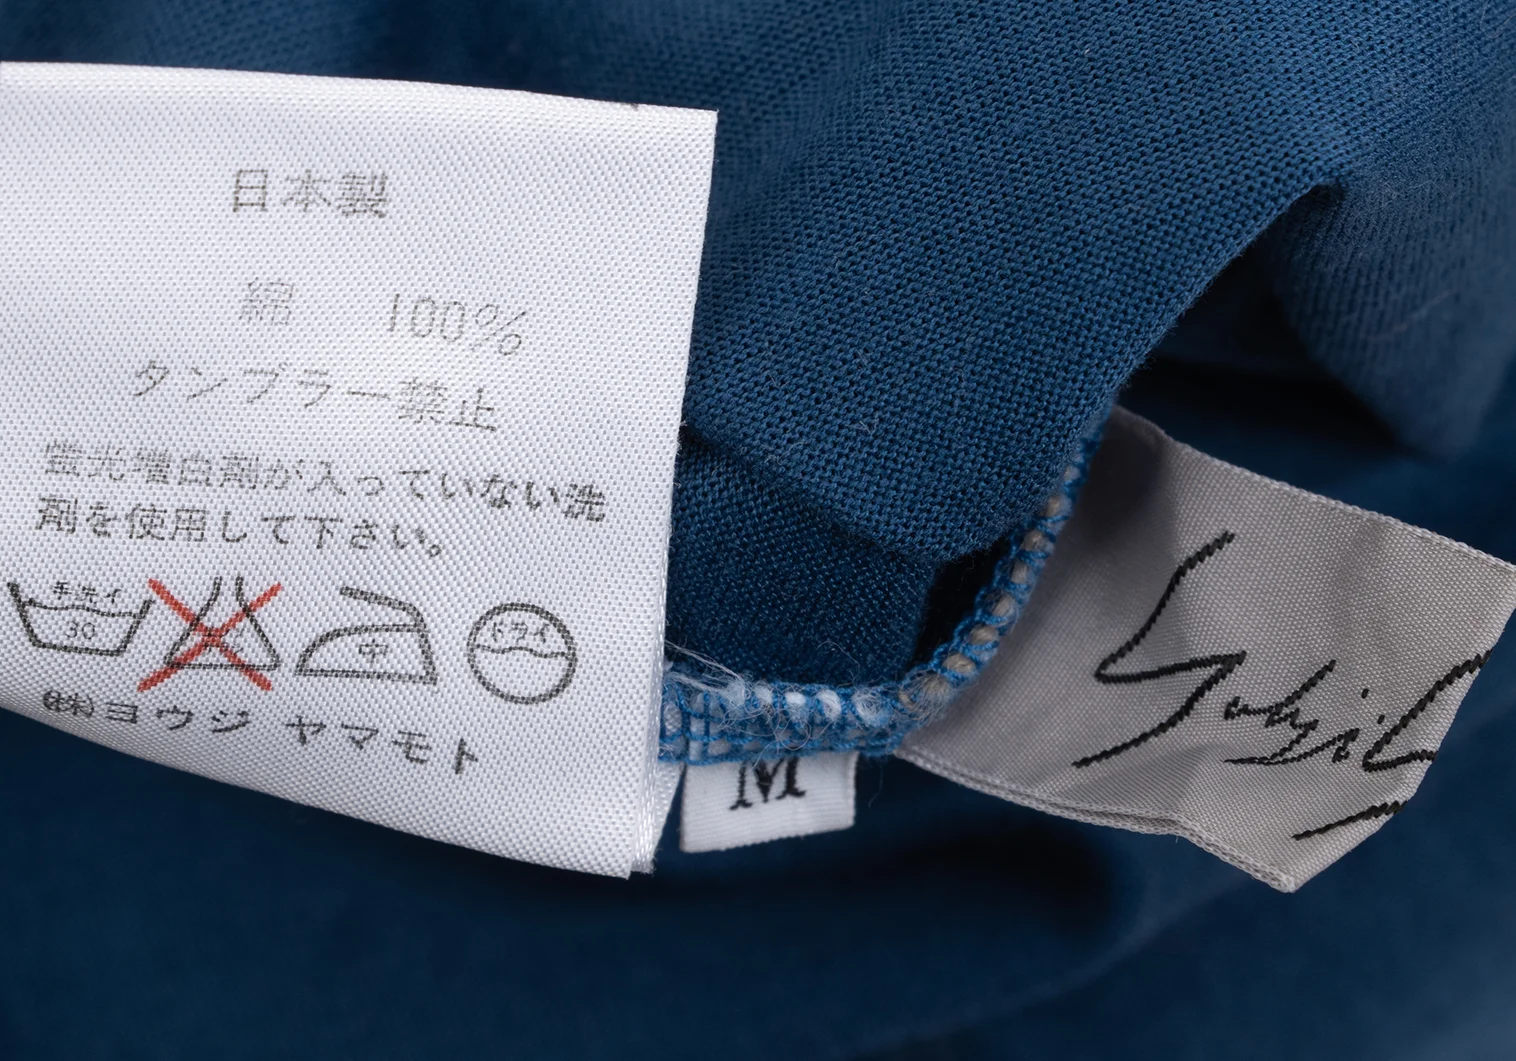 日本製
綿 100%
タンブラー禁止
蛍光増白剤が入っていない洗
剤を使用して下さい。
手洗イ
30
中
ドライ
(株)ヨウジ ヤマモト
M